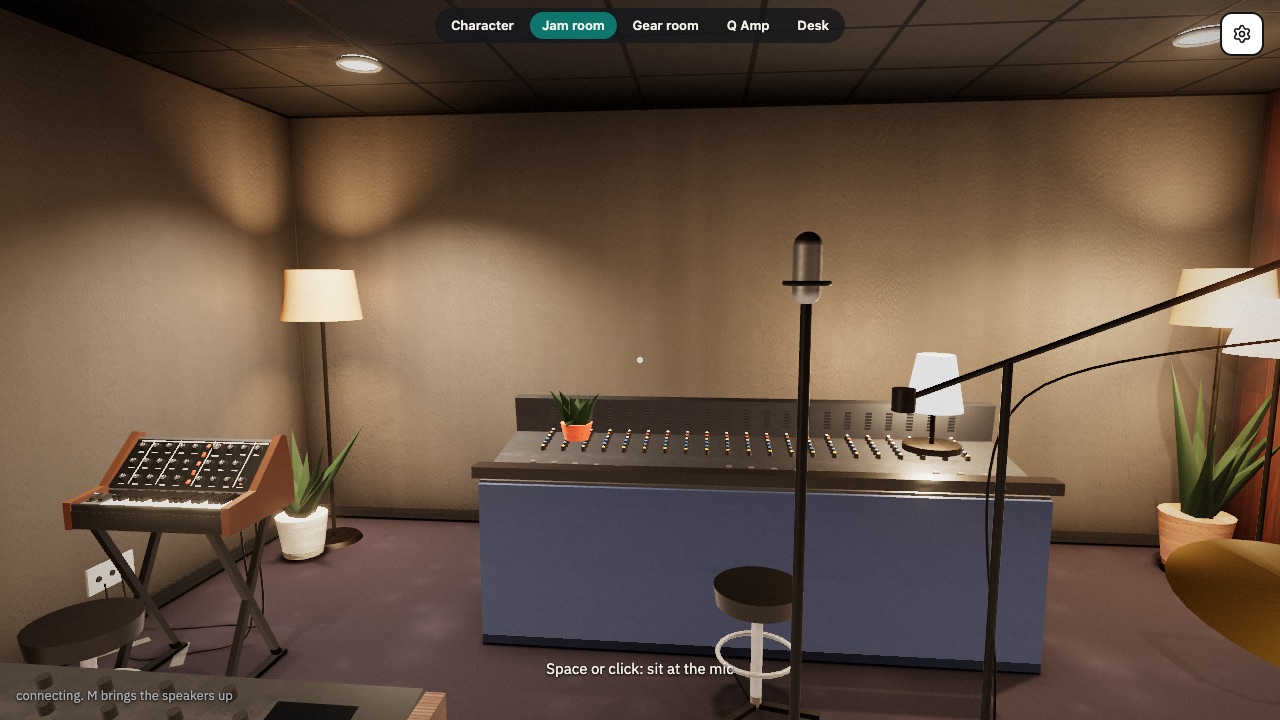 Character
Jam room
Gear room
Q Amp
Desk
Space or click: sit at the mic
connecting. M brings the speakers up